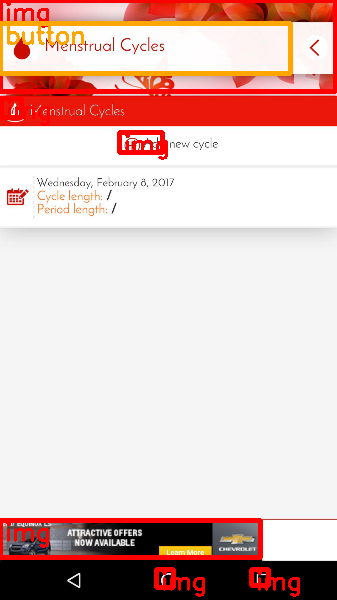 img
button
Menstrual Cycles
img
Menstrual Cycles
img
new cycle
Wednesday, February 8, 2017
Cycle length: /
Period length: /
img
ATTRACTIVE OFFERS
NOW AVAILABLE
Learn More
CHEVROLET
img
img